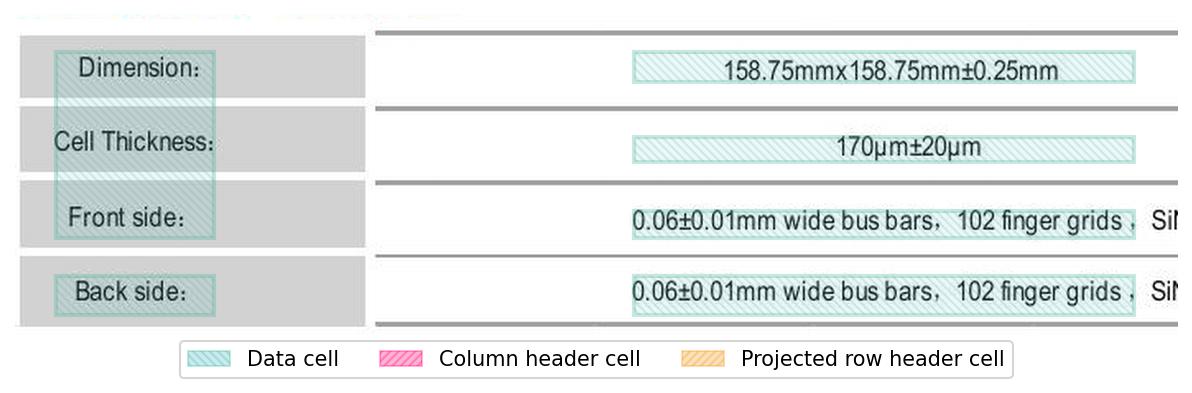 Dimension: 158.75mmx158.75mm±0.25mm
Cell Thickness: 170μm±20μm
Front side: 0.06±0.01mm wide bus bars, 102 finger grids ,
Back side: 0.06±0.01mm wide bus bars, 102 finger grids ,
Data cell Column header cell Projected row header cell